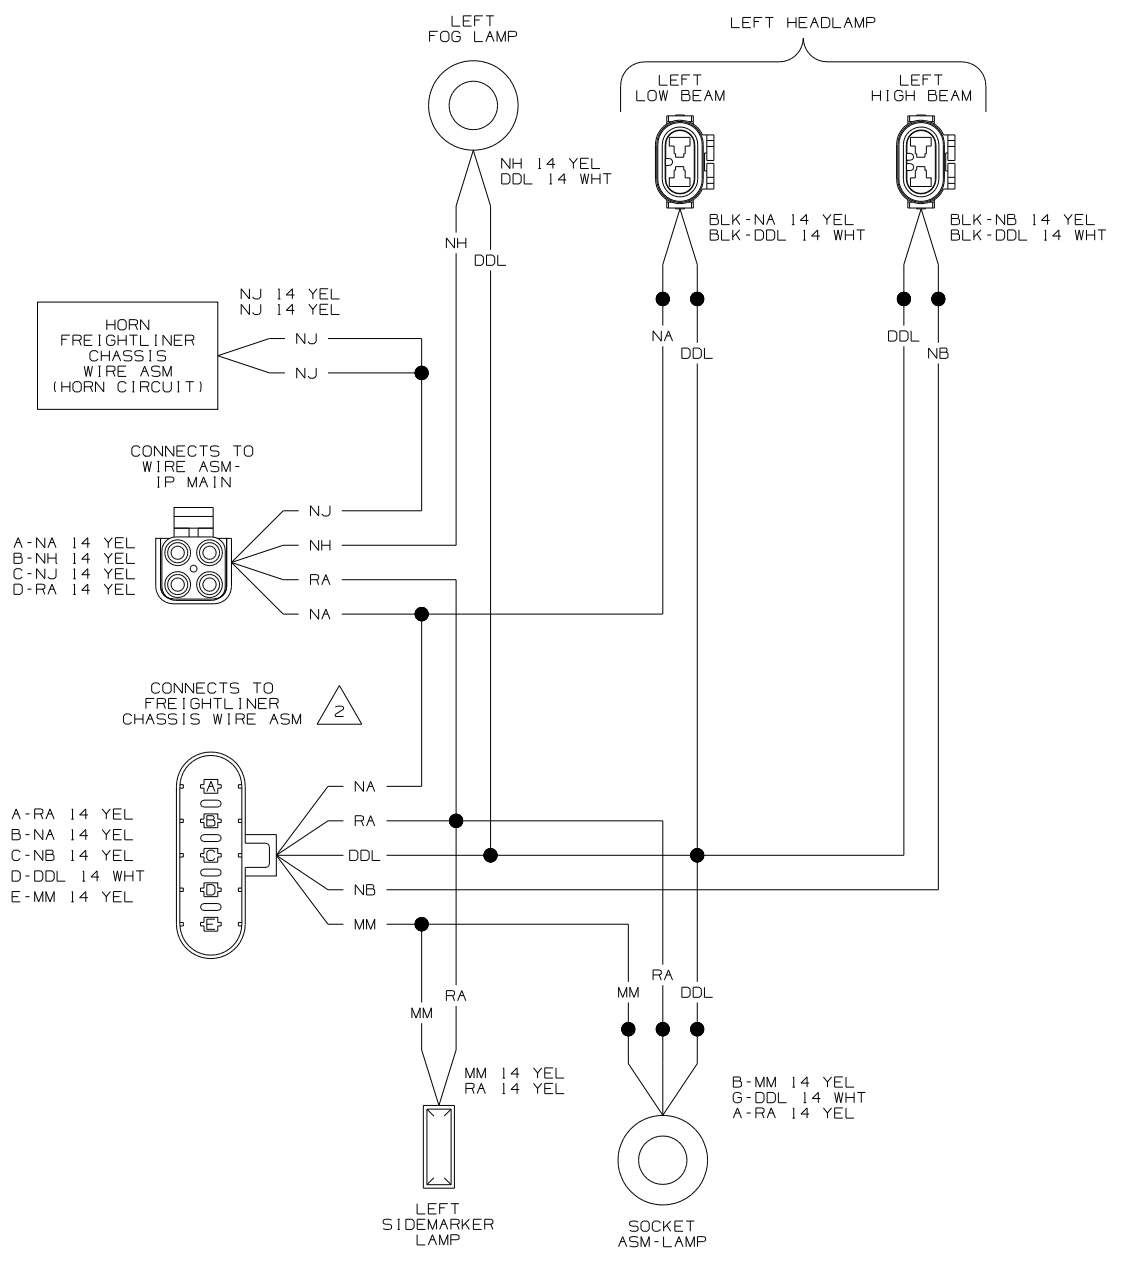 LEFT
FOG LAMP
LEFT HEADLAMP
LEFT
LOW BEAM
LEFT
HIGH BEAM
NH 14 YEL
DDL 14 WHT
BLK-NA 14 YEL
BLK-DDL 14 WHT
BLK-NB 14 YEL
BLK-DDL 14 WHT
NH
DDL
NJ 14 YEL
NJ 14 YEL
HORN
FREIGHTLINER
CHASSIS
WIRE ASM
(HORN CIRCUIT)
NJ
NJ
NA
DDL
DDL
NB
CONNECTS TO
WIRE ASM-
IP MAIN
A-NA 14 YEL
B-NH 14 YEL
C-NJ 14 YEL
D-RA 14 YEL
NJ
NH
RA
NA
CONNECTS TO
FREIGHTLINER
CHASSIS WIRE ASM
2
A-RA 14 YEL
B-NA 14 YEL
C-NB 14 YEL
D-DDL 14 WHT
E-MM 14 YEL
A
B
C
D
E
NA
RA
DDL
NB
MM
MM
RA
MM
RA
DDL
MM 14 YEL
RA 14 YEL
B-MM 14 YEL
G-DDL 14 WHT
A-RA 14 YEL
LEFT
SIDEMARKER
LAMP
SOCKET
ASM-LAMP